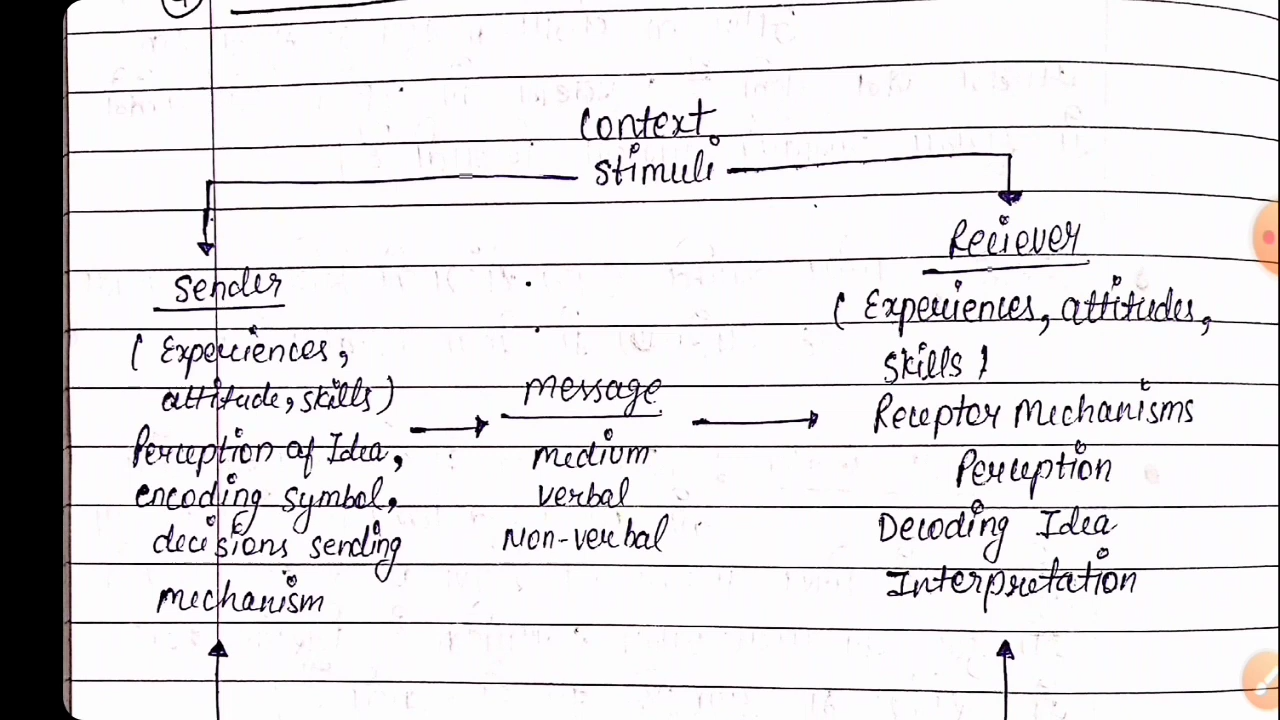 Context
Stimuli
Sender
( Experiences,
attitude, skills)
Perception of Idea,
encoding symbol,
decisions sending
mechanism
message
medium
verbal
Non-verbal
Reciever
( Experiences, attitudes,
skills)
Receptor Mechanisms
Perception
Decoding Idea
Interpretation